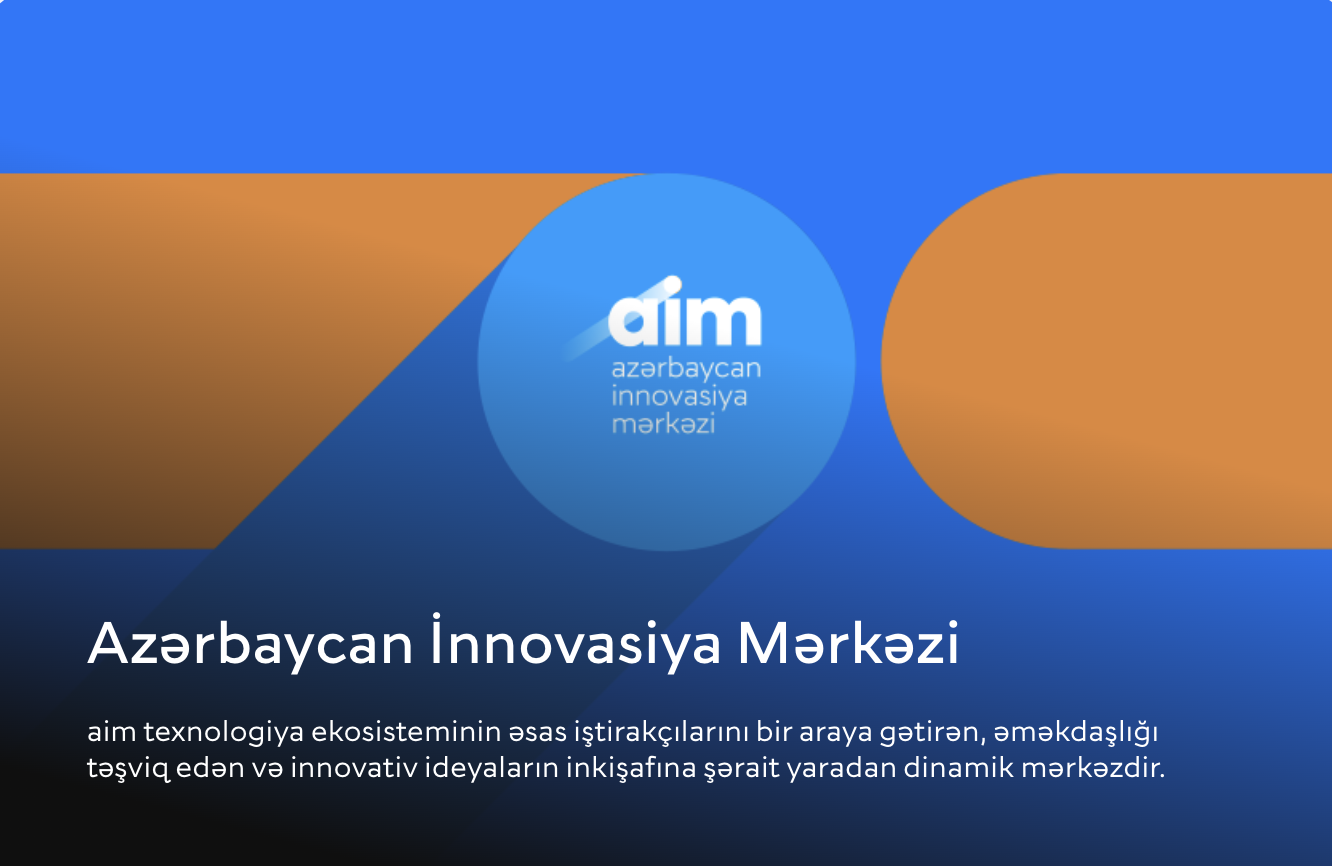 aim
azərbaycan
innovasiya
mərkəzi
Azərbaycan İnnovasiya Mərkəzi
aim texnologiya ekosisteminin əsas iştirakçılarını bir araya gətirən, əməkdaşlığı
təşviq edən və innovativ ideyaların inkişafına şərait yaradan dinamik mərkəzdir.